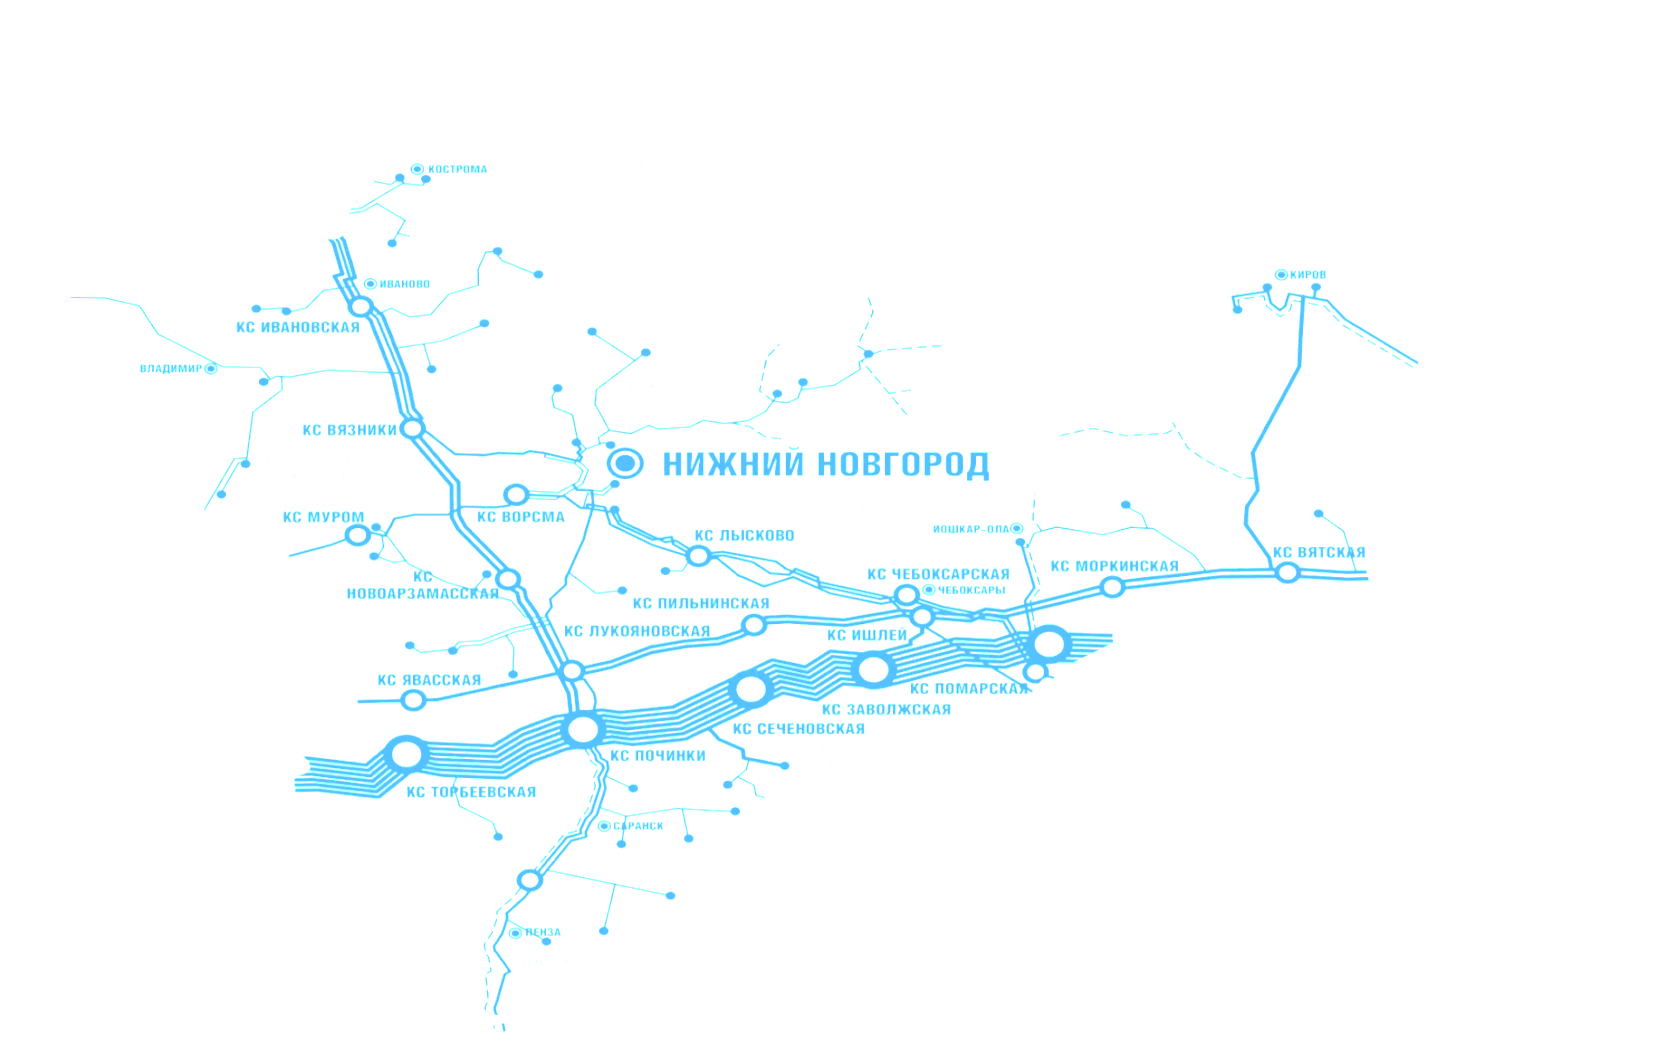 КОСТРОМА
КИРОВ
ИВАНОВО
КС ИВАНОВСКАЯ
ВЛАДИМИР
КС ВЯЗНИКИ
НИЖНИЙ НОВГОРОД
КС МУРОМ
КС ВОРСМА
ЙОШКАР-ОЛА
КС ЛЫСКОВО
КС ВЯТСКАЯ
КС МОРКИНСКАЯ
КС ЧЕБОКСАРСКАЯ
КС
НОВОАРЗАМАССКАЯ
ЧЕБОКСАРЫ
КС ПИЛЬНИНСКАЯ
КС ЛУКОЯНОВСКАЯ
КС ИШЛЕЙ
КС ЯВАССКАЯ
КС ПОМАРСКАЯ
КС ЗАВОЛЖСКАЯ
КС СЕЧЕНОВСКАЯ
КС ПОЧИНКИ
КС ТОРБЕЕВСКАЯ
САРАНСК
ПЕНЗА